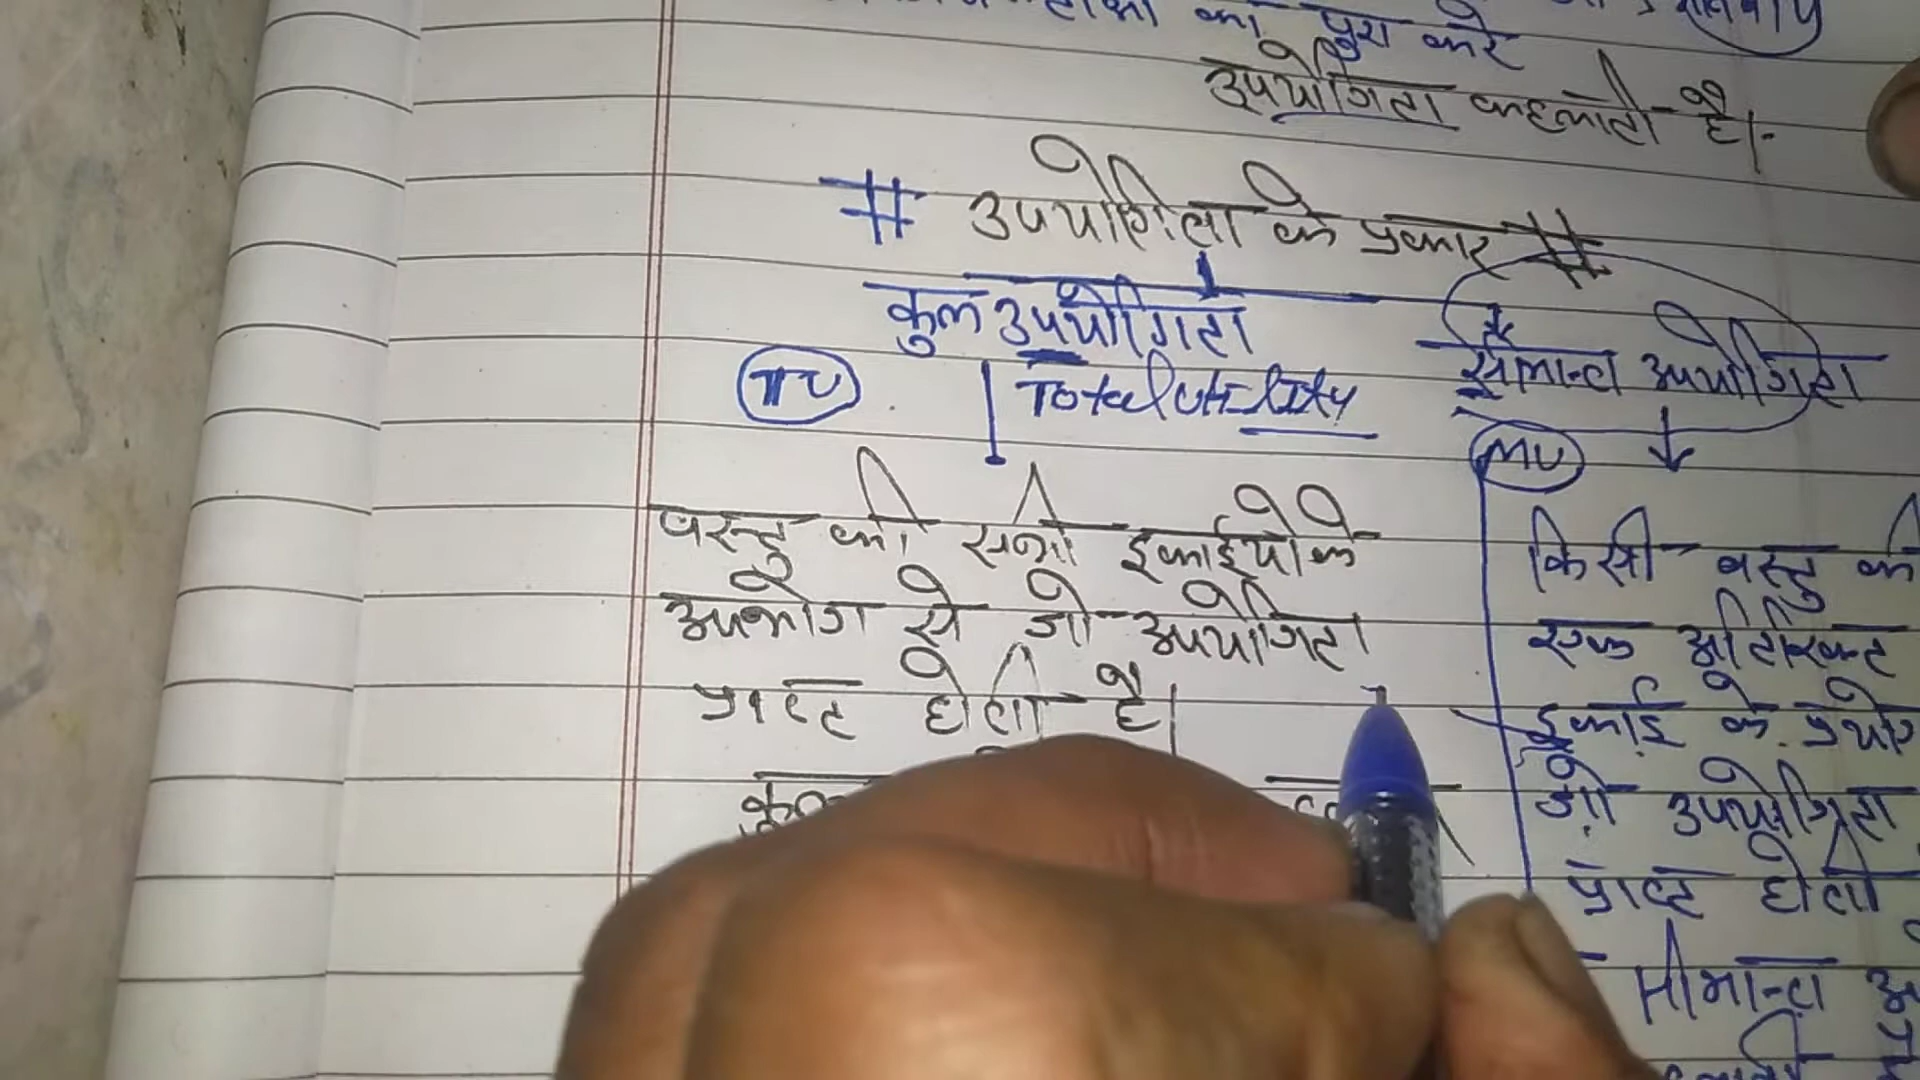 का पुरा करे
उपयोगिता कहलाती है।
# उपयोगिता के प्रकार #
कुल उपयोगिता
सीमान्त उपयोगिता
TU
Total utility
MU
वस्तु की सभी इकाईयो के
उपभोग से जो उपयोगिता
प्राप्त होती है।
किसी वस्तु की
एक अतिरिक्त
इकाई के प्रयोग
जो उपयोगिता
प्राप्त होती
सीमान्त